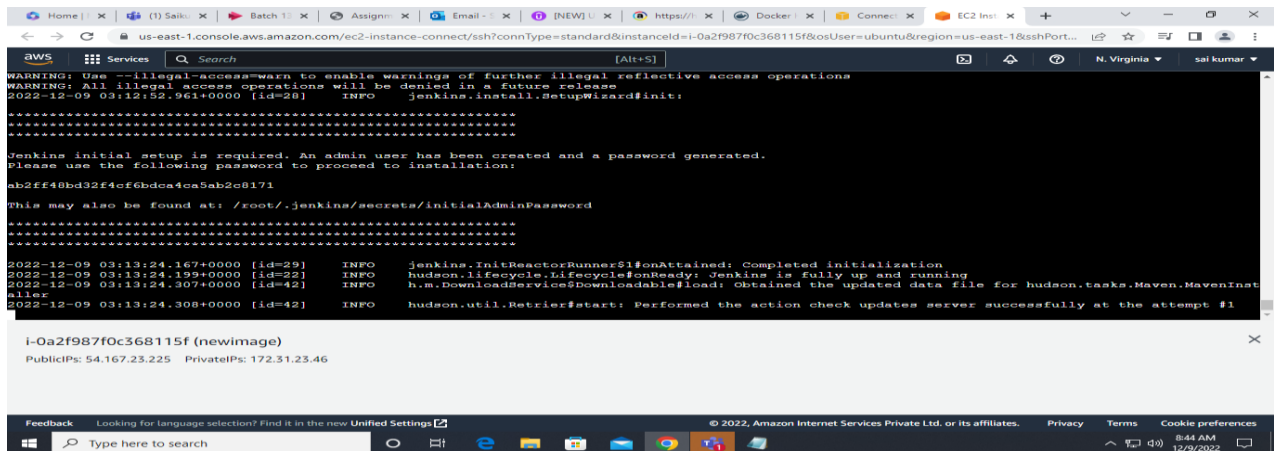 Home |
(1) Saiku
Batch 12
Assignm
Email - S
[NEW] U
https://h
Docker
Connect
EC2 Inst
us-east-1.console.aws.amazon.com/ec2-instance-connect/ssh?connType=standard&instanceId=i-0a2f987f0c368115f&osUser=ubuntu&region=us-east-1&sshPort...
aws Services Search [Alt+S] N. Virginia sai kumar
WARNING: Use --illegal-access=warn to enable warnings of further illegal reflective access operations
WARNING: All illegal access operations will be denied in a future release
2022-12-09 03:12:52.961+0000 [id=28] INFO jenkins.install.SetupWizard#init:
*************************************************************
*************************************************************
*************************************************************
Jenkins initial setup is required. An admin user has been created and a password generated.
Please use the following password to proceed to installation:
ab2ff48bd32f4cf6bdca4ca5ab2c8171
This may also be found at: /root/.jenkins/secrets/initialAdminPassword
*************************************************************
*************************************************************
*************************************************************
2022-12-09 03:13:24.167+0000 [id=29] INFO jenkins.InitReactorRunner$1#onAttained: Completed initialization
2022-12-09 03:13:24.199+0000 [id=22] INFO hudson.lifecycle.Lifecycle#onReady: Jenkins is fully up and running
2022-12-09 03:13:24.307+0000 [id=42] INFO h.m.DownloadService$Downloadable#load: Obtained the updated data file for hudson.tasks.Maven.MavenInst
aller
2022-12-09 03:13:24.308+0000 [id=42] INFO hudson.util.Retrier#start: Performed the action check updates server successfully at the attempt #1
i-0a2f987f0c368115f (newimage)
PublicIPs: 54.167.23.225 PrivateIPs: 172.31.23.46
Feedback Looking for language selection? Find it in the new Unified Settings © 2022, Amazon Internet Services Private Ltd. or its affiliates. Privacy Terms Cookie preferences
Type here to search 8:44 AM
12/9/2022